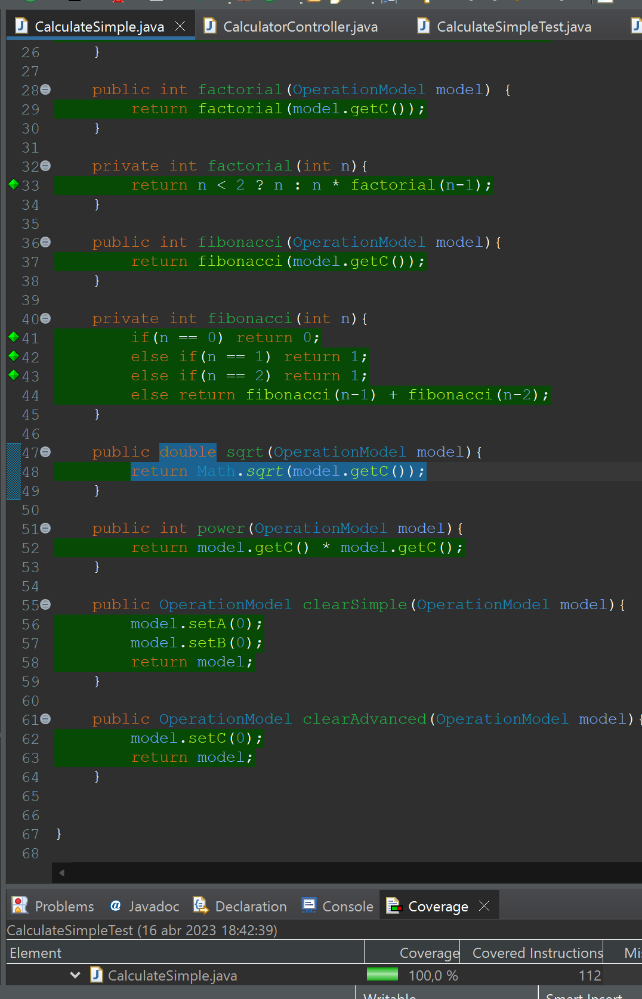 CalculateSimple.java CalculatorController.java CalculateSimpleTest.java
26 }
27
28 public int factorial(OperationModel model) {
29 return factorial(model.getC());
30 }
31
32 private int factorial(int n){
33 return n < 2 ? n : n * factorial(n-1);
34 }
35
36 public int fibonacci(OperationModel model){
37 return fibonacci(model.getC());
38 }
39
40 private int fibonacci(int n){
41 if(n == 0) return 0;
42 else if(n == 1) return 1;
43 else if(n == 2) return 1;
44 else return fibonacci(n-1) + fibonacci(n-2);
45 }
46
47 public double sqrt(OperationModel model){
48 return Math.sqrt(model.getC());
49 }
50
51 public int power(OperationModel model){
52 return model.getC() * model.getC();
53 }
54
55 public OperationModel clearSimple(OperationModel model){
56 model.setA(0);
57 model.setB(0);
58 return model;
59 }
60
61 public OperationModel clearAdvanced(OperationModel model){
62 model.setC(0);
63 return model;
64 }
65
66
67 }
68
Problems Javadoc Declaration Console Coverage
CalculateSimpleTest (16 abr 2023 18:42:39)
Element Coverage Covered Instructions
CalculateSimple.java 100,0 % 112
Writable Smart Insert